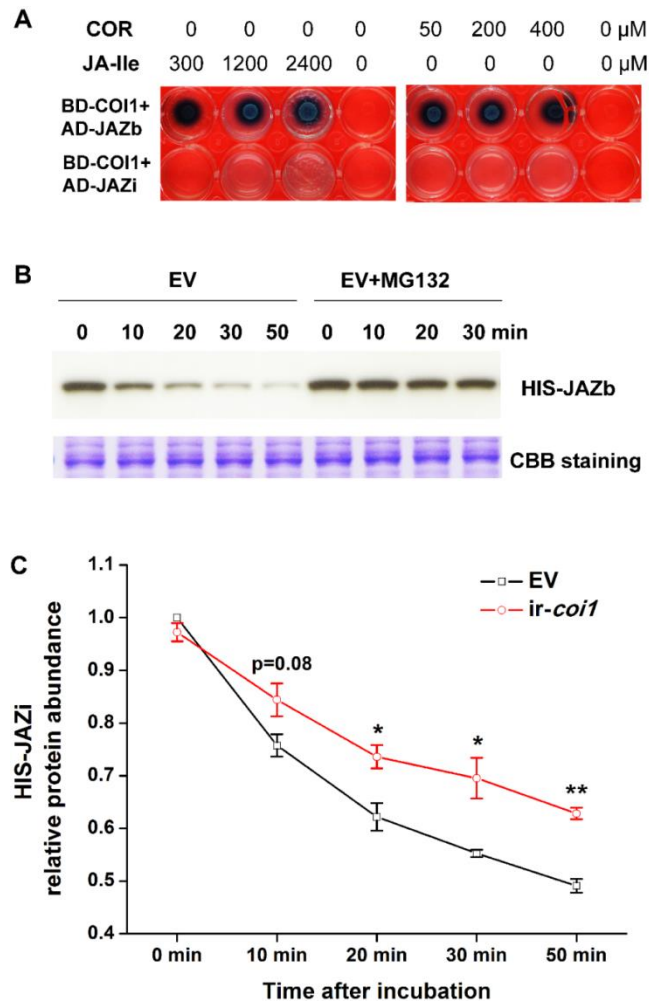 A
COR 0 0 0 0 50 200 400 0 µM
JA-Ile 300 1200 2400 0 0 0 0 0 µM
BD-COI1+
AD-JAZb
BD-COI1+
AD-JAZi
B
EV EV+MG132
0 10 20 30 50 0 10 20 30 min
HIS-JAZb
CBB staining
C
EV
ir-coi1
HIS-JAZi
relative protein abundance
1.1
1.0
0.9
0.8
0.7
0.6
0.5
0.4
p=0.08
*
*
**
0 min 10 min 20 min 30 min 50 min
Time after incubation